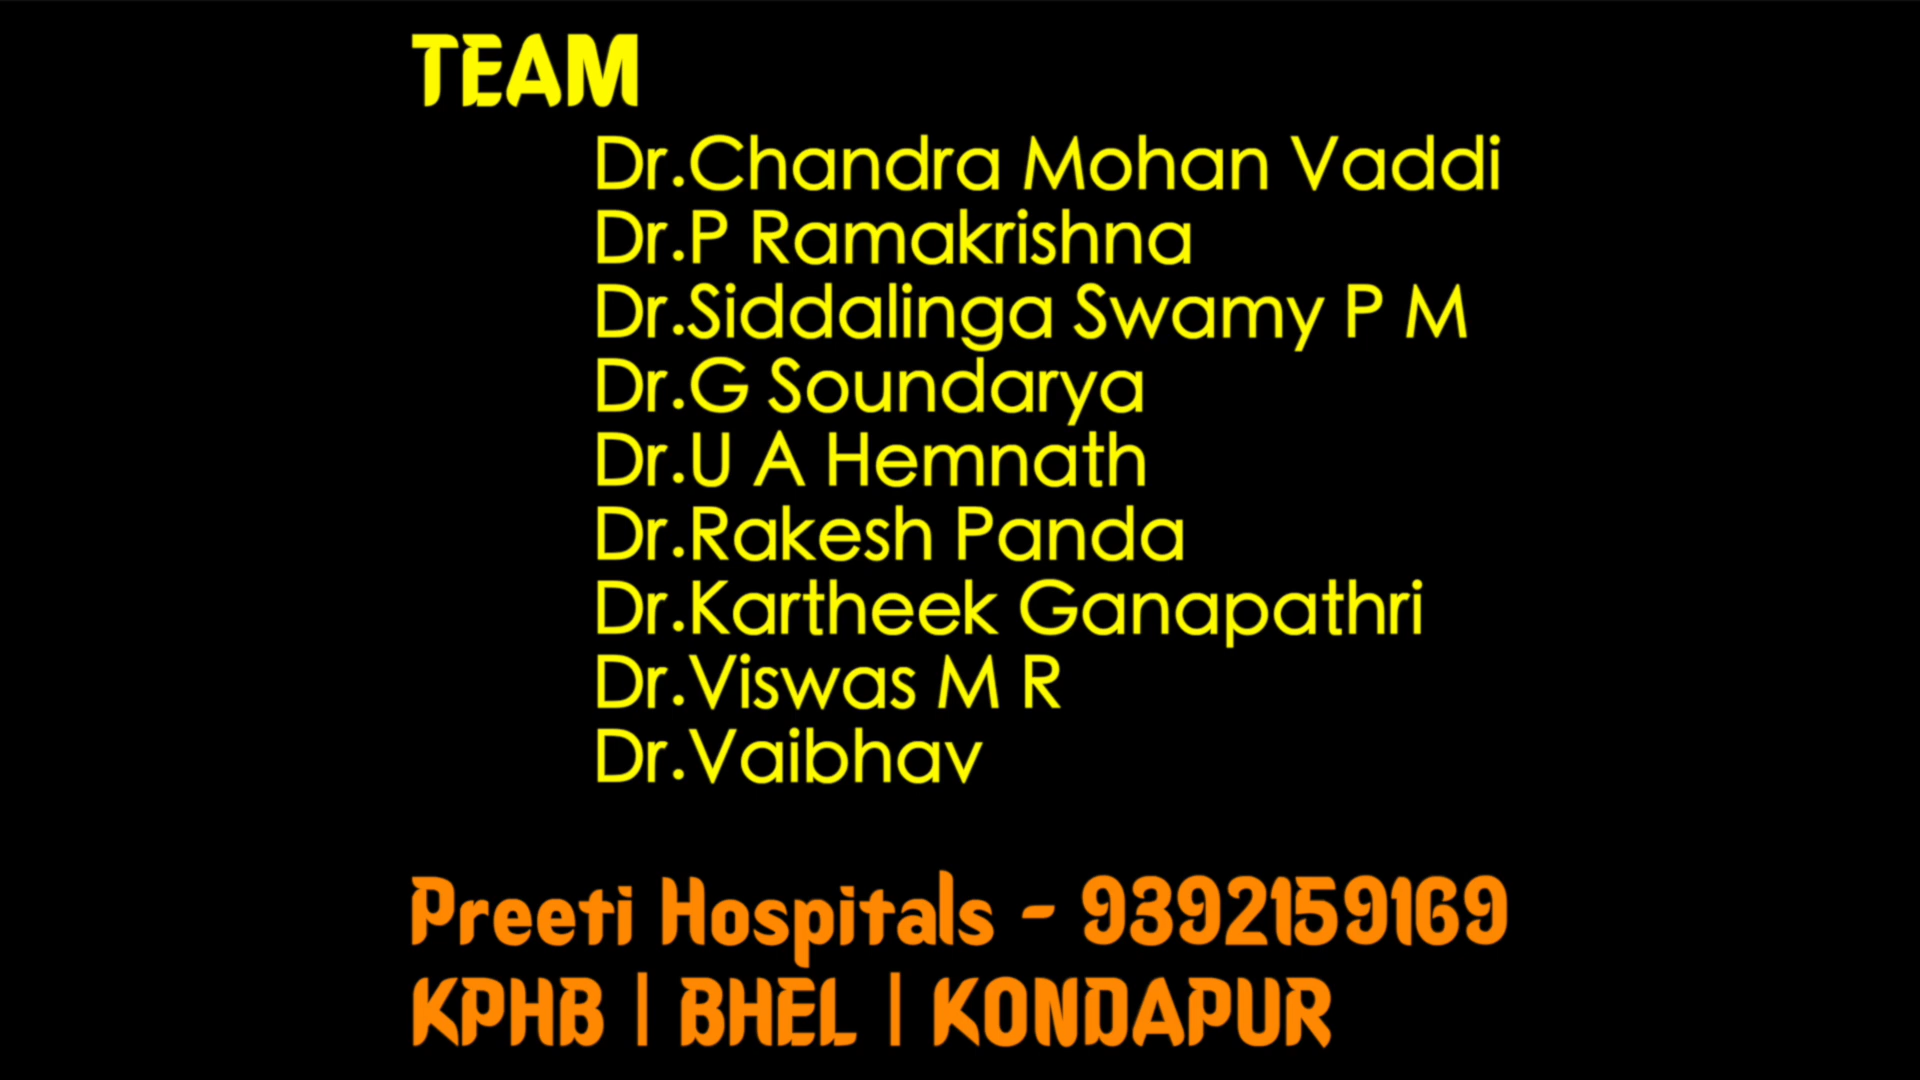 TEAM
Dr.Chandra Mohan Vaddi
Dr.P Ramakrishna
Dr.Siddalinga Swamy P M
Dr.G Soundarya
Dr.U A Hemnath
Dr.Rakesh Panda
Dr.Kartheek Ganapathri
Dr.Viswas M R
Dr.Vaibhav
Preeti Hospitals - 9392159169
KPHB | BHEL | KONDAPUR